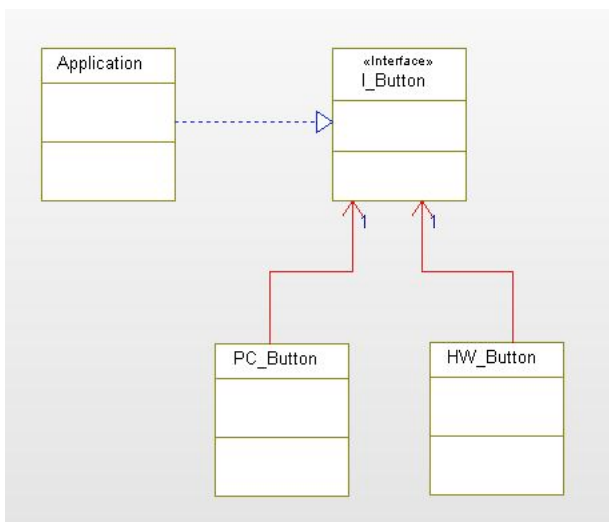 Application
«Interface»
I_Button
1
1
PC_Button
HW_Button